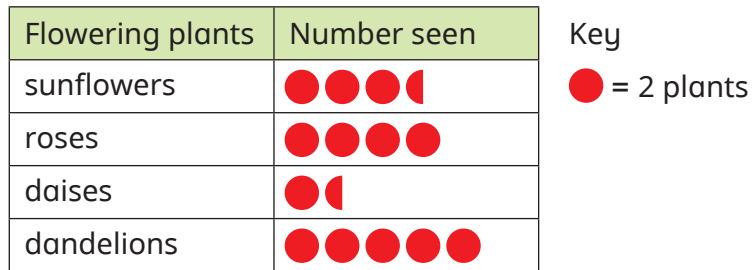 Flowering plants Number seen Key
sunflowers = 2 plants
roses
daises
dandelions